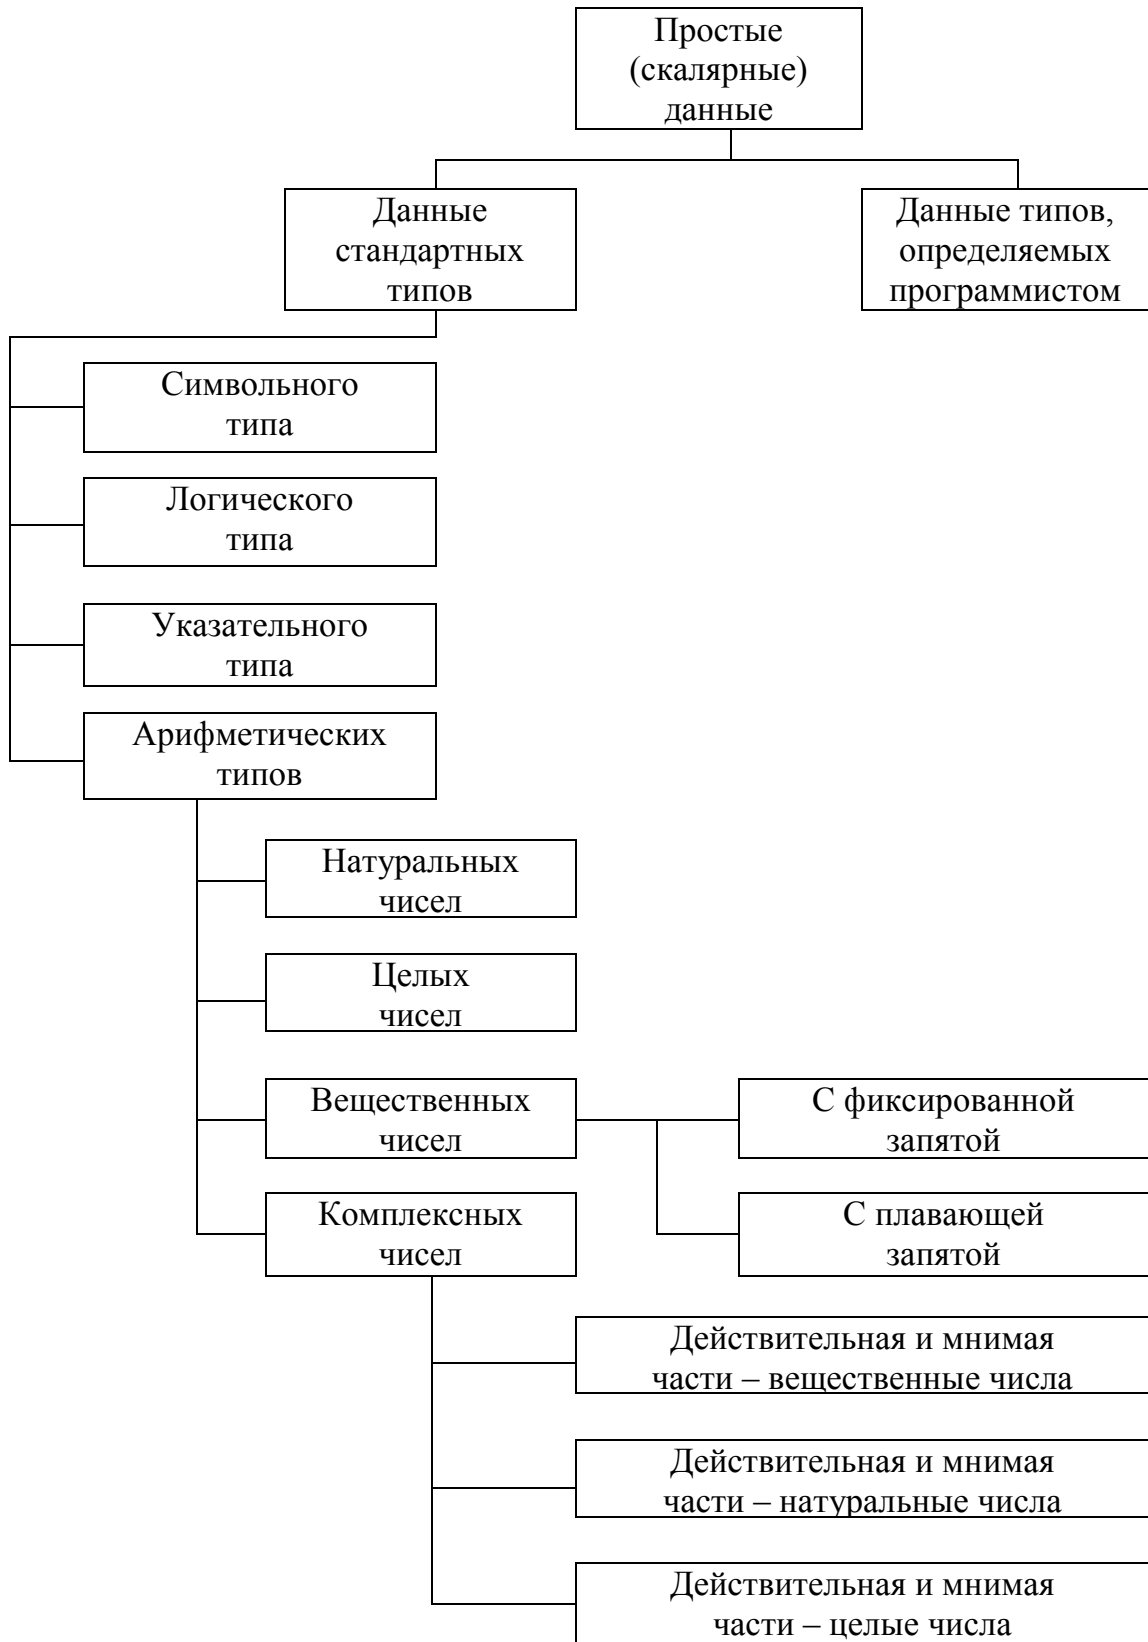 Простые
(скалярные)
данные
Данные
стандартных
типов
Данные типов,
определяемых
программистом
Символьного
типа
Логического
типа
Указательного
типа
Арифметических
типов
Натуральных
чисел
Целых
чисел
Вещественных
чисел
С фиксированной
запятой
Комплексных
чисел
С плавающей
запятой
Действительная и мнимая
части – вещественные числа
Действительная и мнимая
части – натуральные числа
Действительная и мнимая
части – целые числа